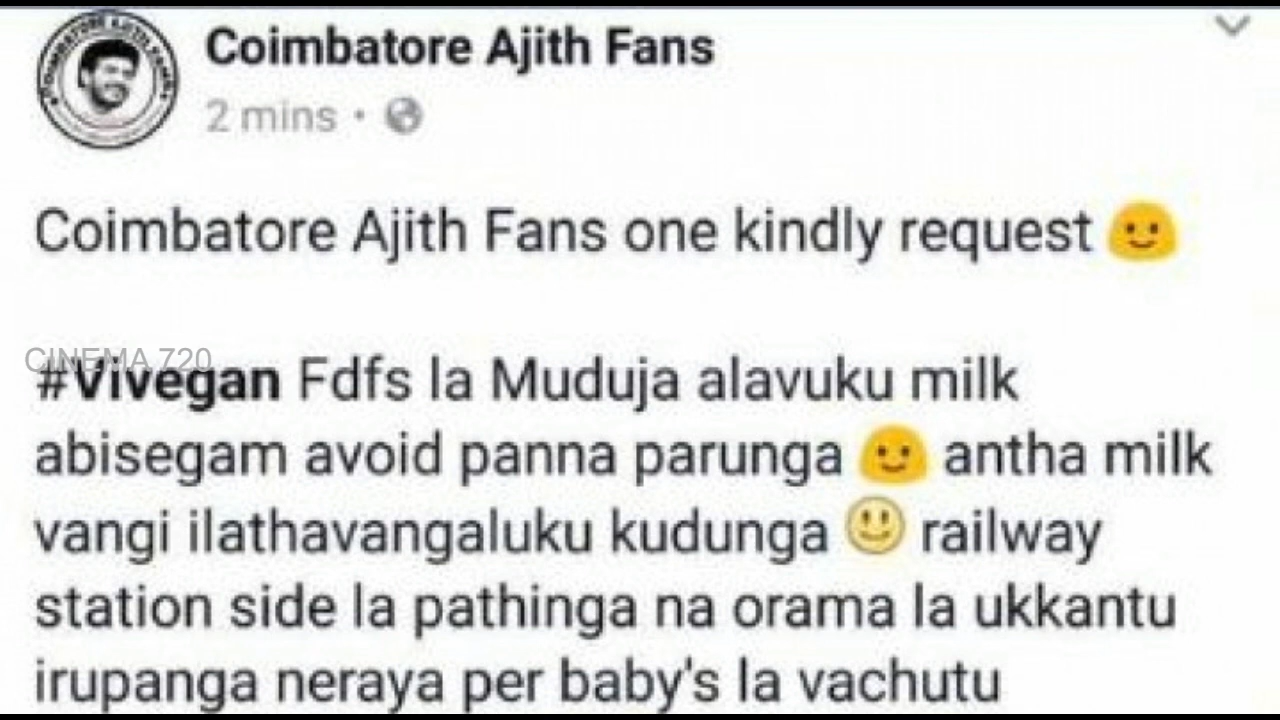 Coimbatore Ajith Fans
2 mins ·
Coimbatore Ajith Fans one kindly request 🙂
CINEMA 720
#Vivegan Fdfs la Muduja alavuku milk
abisegam avoid panna parunga 🙂 antha milk
vangi ilathavangaluku kudunga 😃 railway
station side la pathinga na orama la ukkantu
irupanga neraya per baby's la vachutu